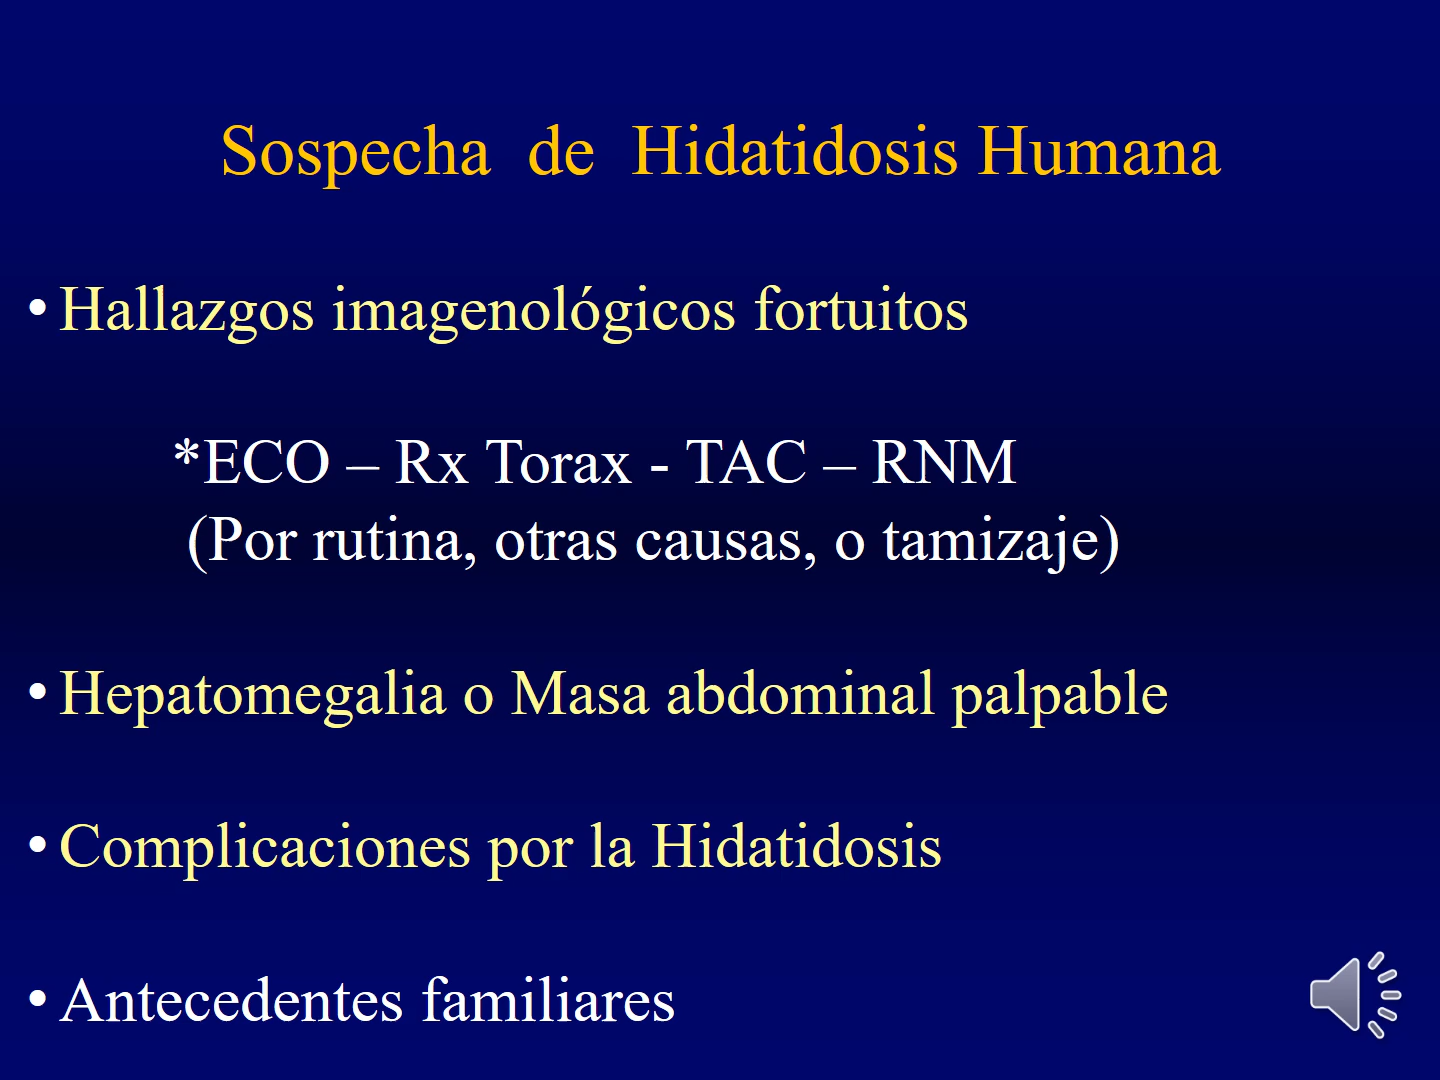 Sospecha de Hidatidosis Humana
• Hallazgos imagenológicos fortuitos
*ECO – Rx Torax - TAC – RNM
(Por rutina, otras causas, o tamizaje)
• Hepatomegalia o Masa abdominal palpable
• Complicaciones por la Hidatidosis
• Antecedentes familiares